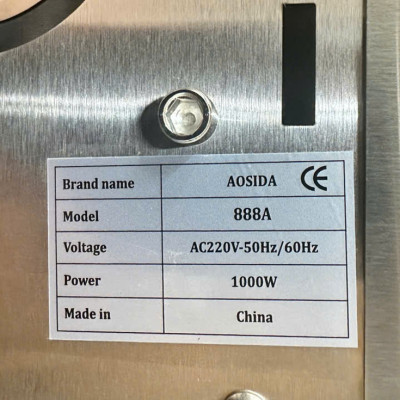 Brand name AOSIDA CE
Model 888A
Voltage AC220V-50Hz/60Hz
Power 1000W
Made in China